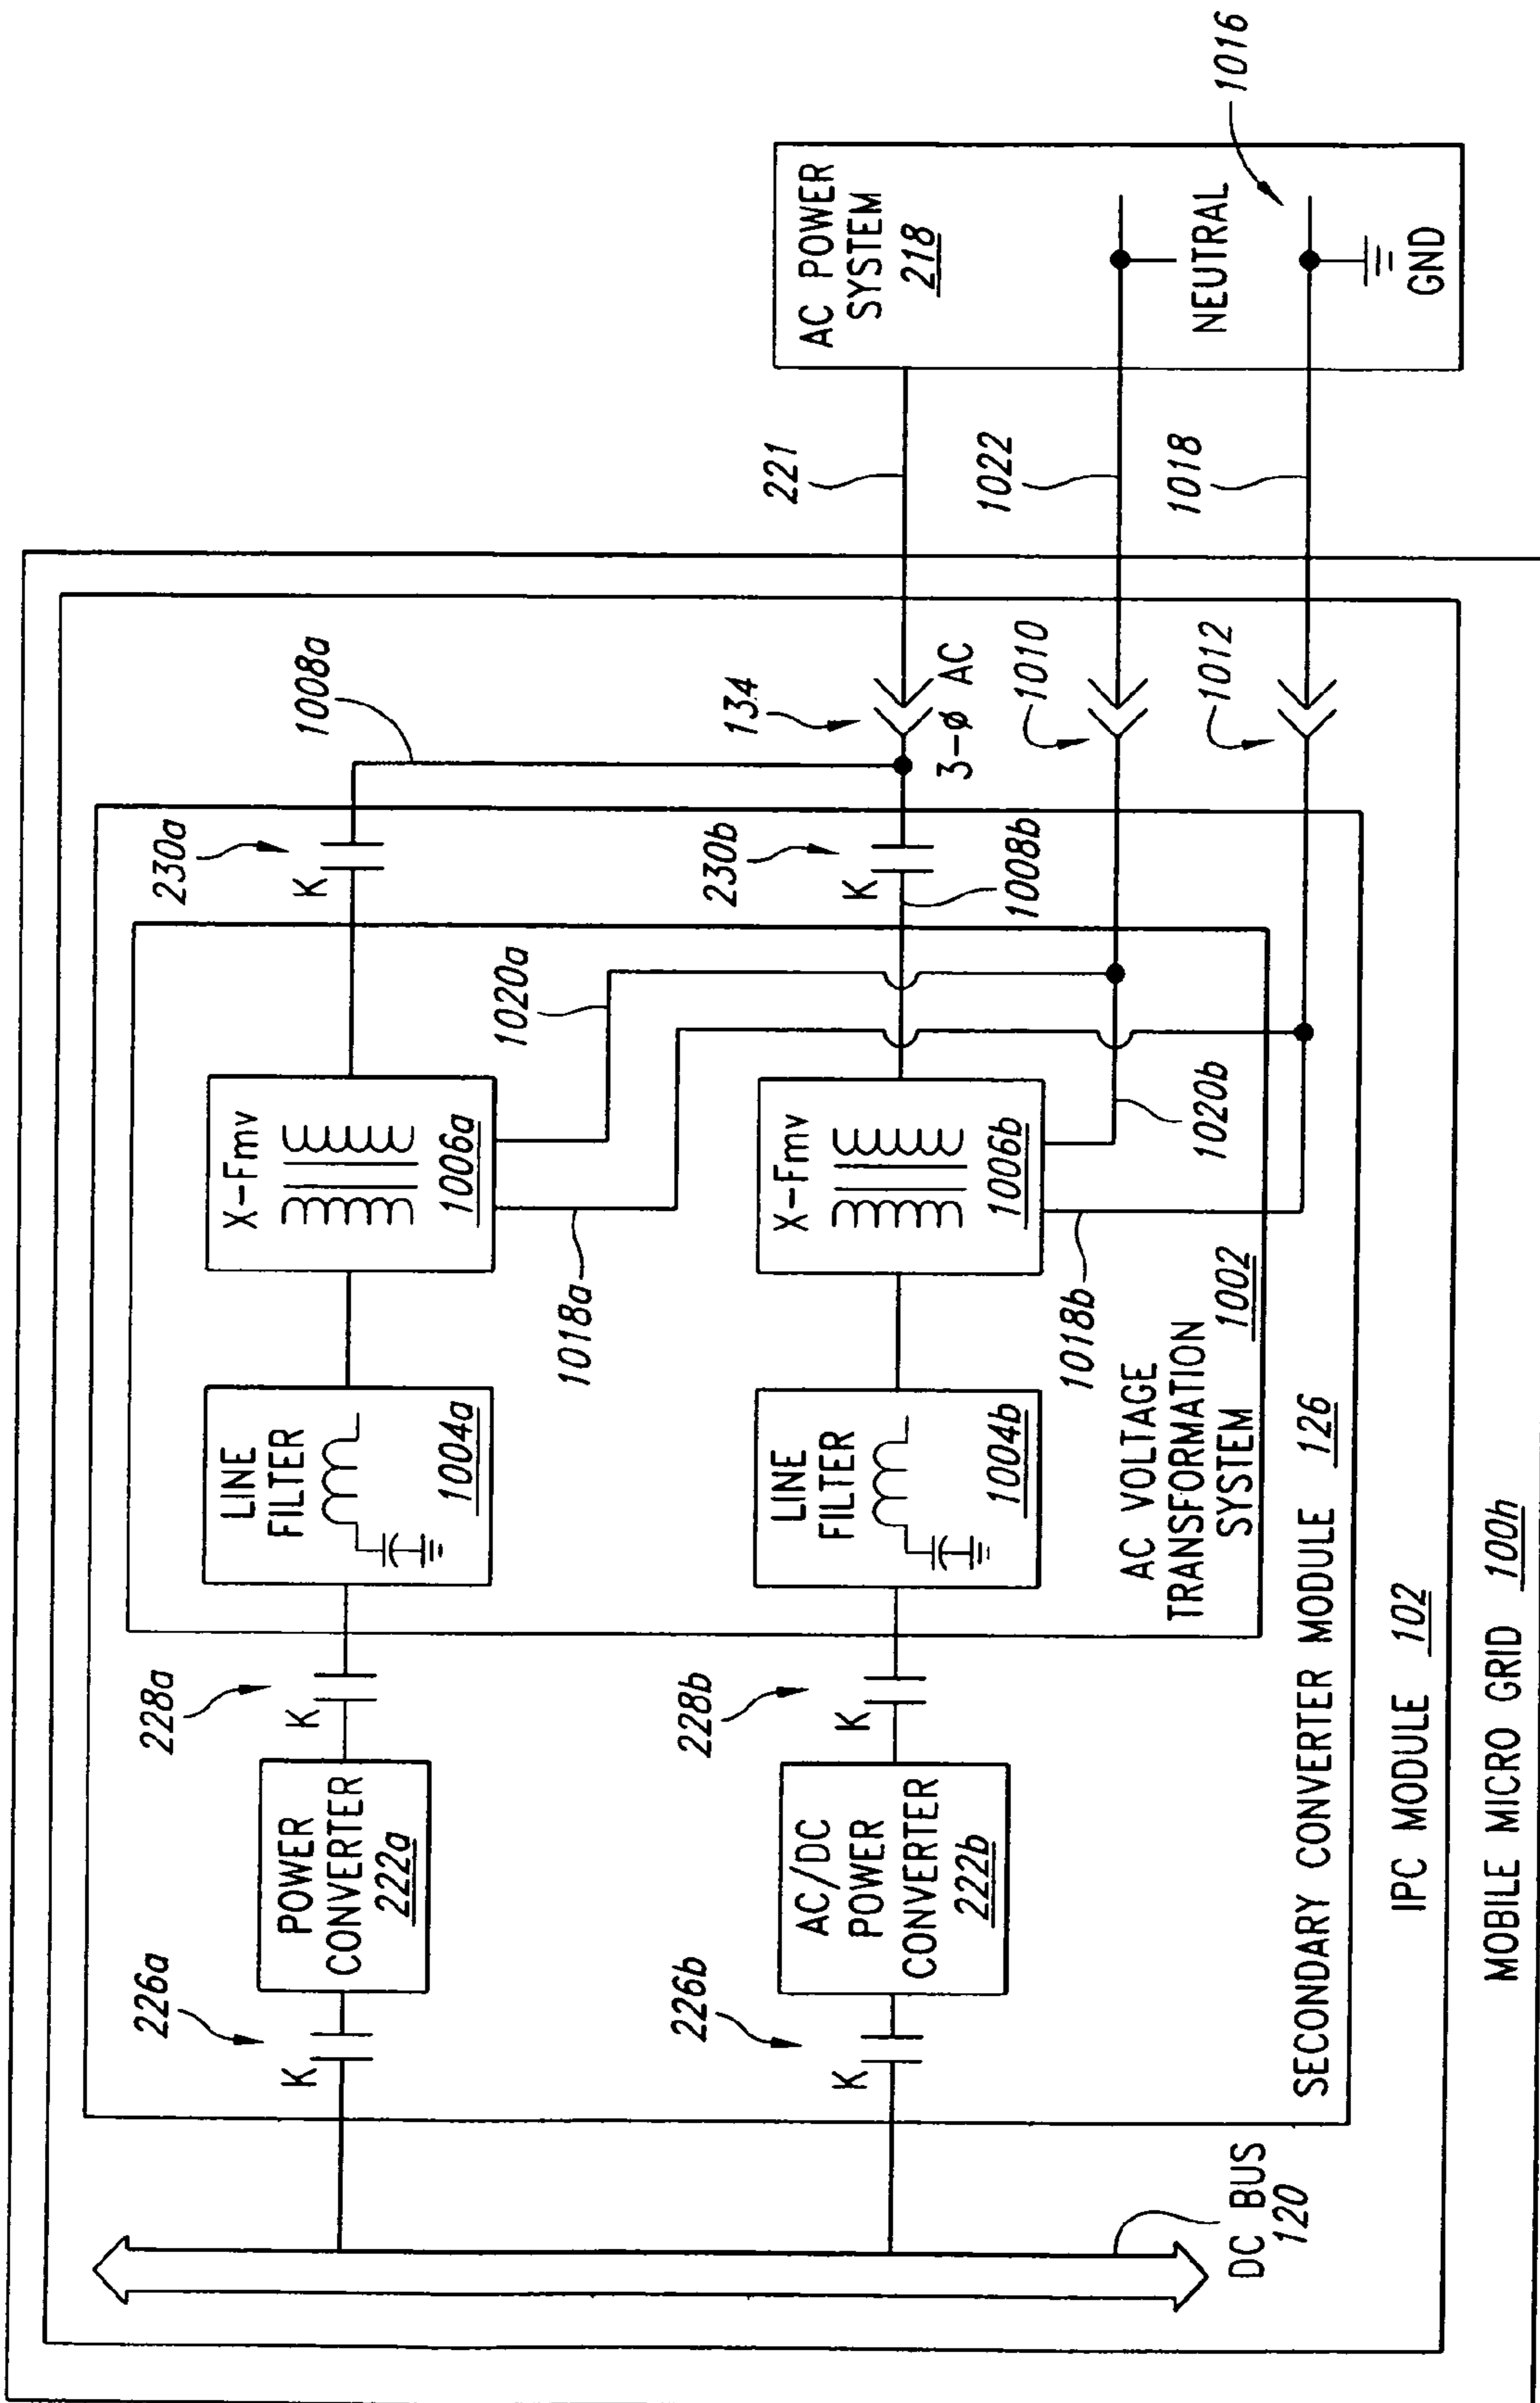 1008a
230a
K
134
221
AC POWER
SYSTEM
218
1016
1020a
230b
K
1008b
3-ø AC
1010
1022
NEUTRAL
1012
1018
GND
226a
K
POWER
CONVERTER
222a
228a
K
LINE
FILTER
1004a
X-Fmv
1006a
1018a
226b
K
AC/DC
POWER
CONVERTER
222b
228b
K
LINE
FILTER
1004b
X-Fmv
1006b
1018b
1020b
AC VOLTAGE
TRANSFORMATION
SYSTEM 1002
DC BUS
120
SECONDARY CONVERTER MODULE 126
IPC MODULE 102
MOBILE MICRO GRID 100h